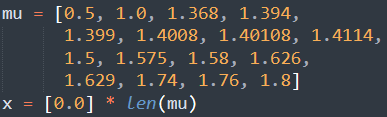 mu = [0.5, 1.0, 1.368, 1.394,
1.399, 1.4008, 1.40108, 1.4114,
1.5, 1.575, 1.58, 1.626,
1.629, 1.74, 1.76, 1.8]
x = [0.0] * len(mu)